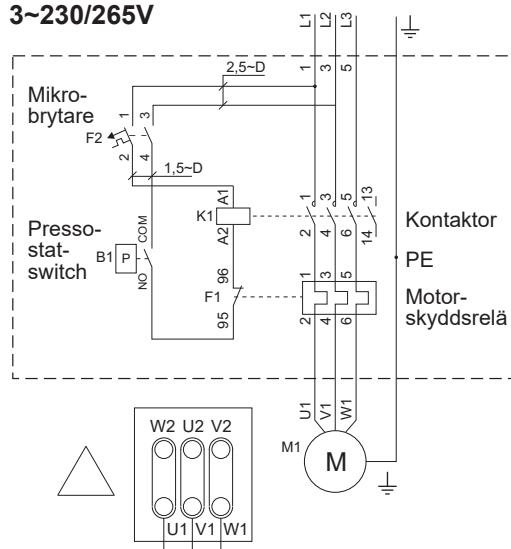 3~230/265V
L1 L2 L3
1 3 5
2,5~D
Mikro-
brytare
1 3
F2
2 4
1,5~D
A1
K1
A2
1 3 5 13
2 4 6 14
Kontaktor
Presso-
stat-
switch
COM
B1 P
NO
PE
96
F1
95
1 3 5
2 4 6
Motor-
skyddsrelä
U1 V1 W1
M1
M
W2 U2 V2
U1 V1 W1